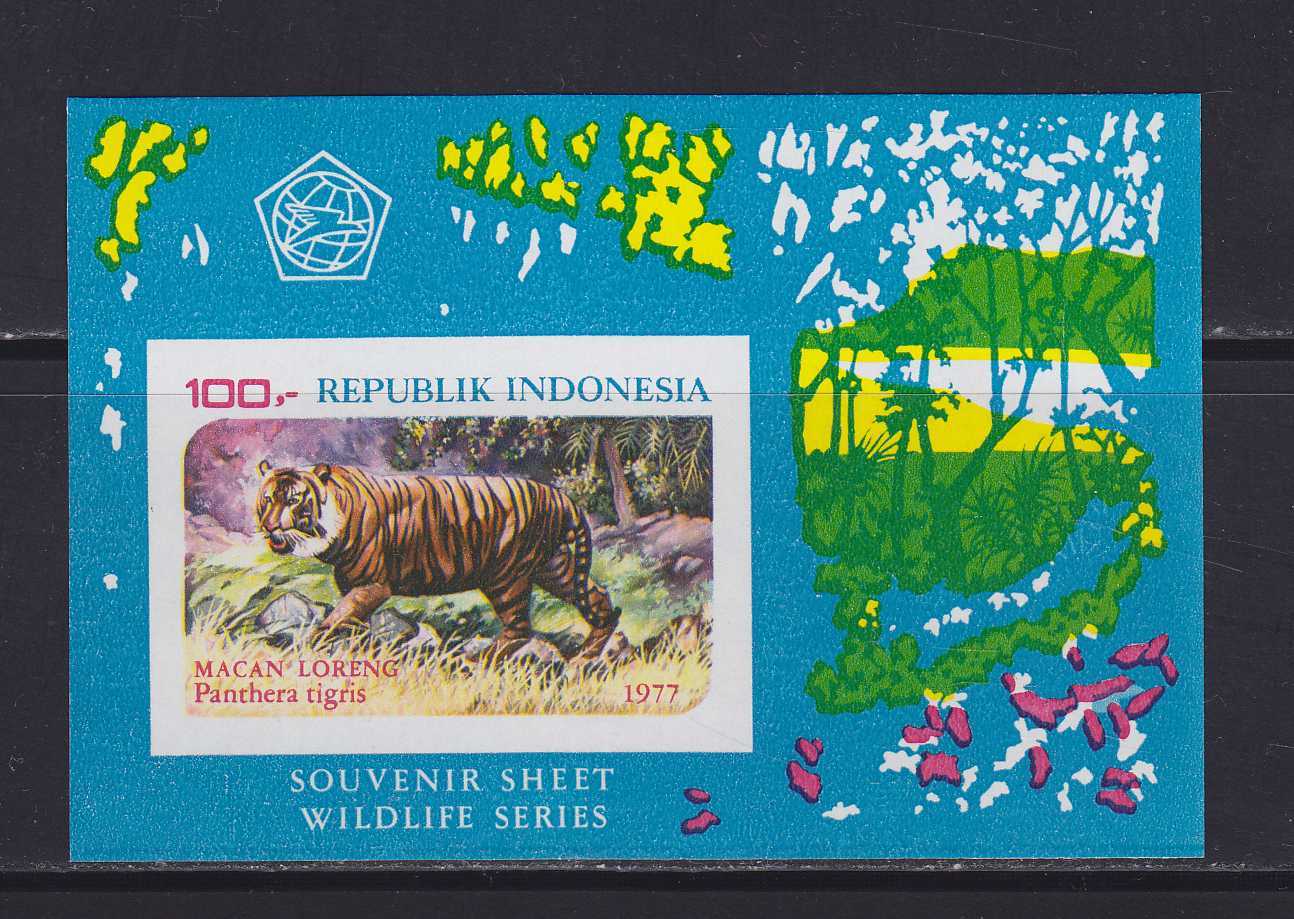 100,- REPUBLIK INDONESIA
MACAN LORENG
Panthera tigris 1977
SOUVENIR SHEET
WILDLIFE SERIES